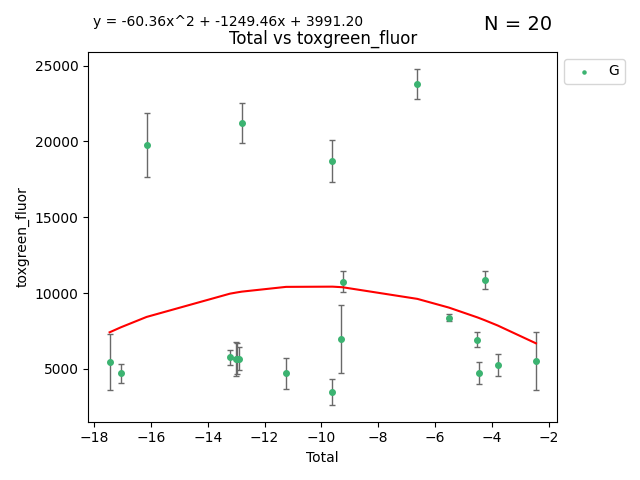 y = -60.36x^2 + -1249.46x + 3991.20
N = 20
Total vs toxgreen_fluor
G
25000
20000
15000
10000
5000
toxgreen_fluor
−18 −16 −14 −12 −10 −8 −6 −4 −2
Total